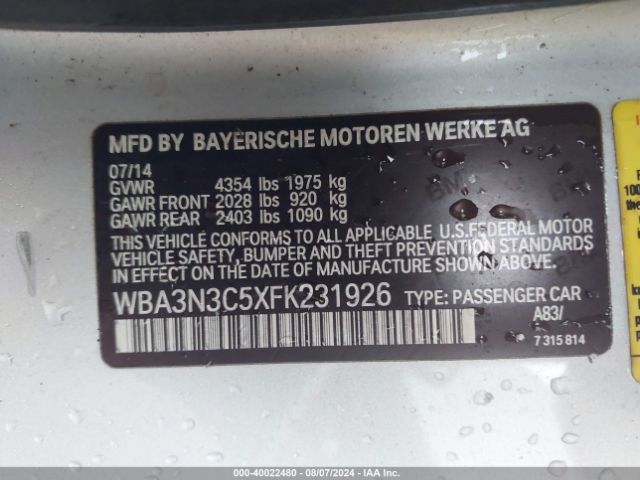 MFD BY BAYERISCHE MOTOREN WERKE AG
07/14
GVWR 4354 lbs 1975 kg
GAWR FRONT 2028 lbs 920 kg
GAWR REAR 2403 lbs 1090 kg
THIS VEHICLE CONFORMS TO ALL APPLICABLE U.S.FEDERAL MOTOR
VEHICLE SAFETY, BUMPER AND THEFT PREVENTION STANDARDS
IN EFFECT ON THE DATE OF MANUFACTURE SHOWN ABOVE.
WBA3N3C5XFK231926 TYPE: PASSENGER CAR
A83/
7 315 814
000-40022480 - 08/07/2024 - IAA Inc.